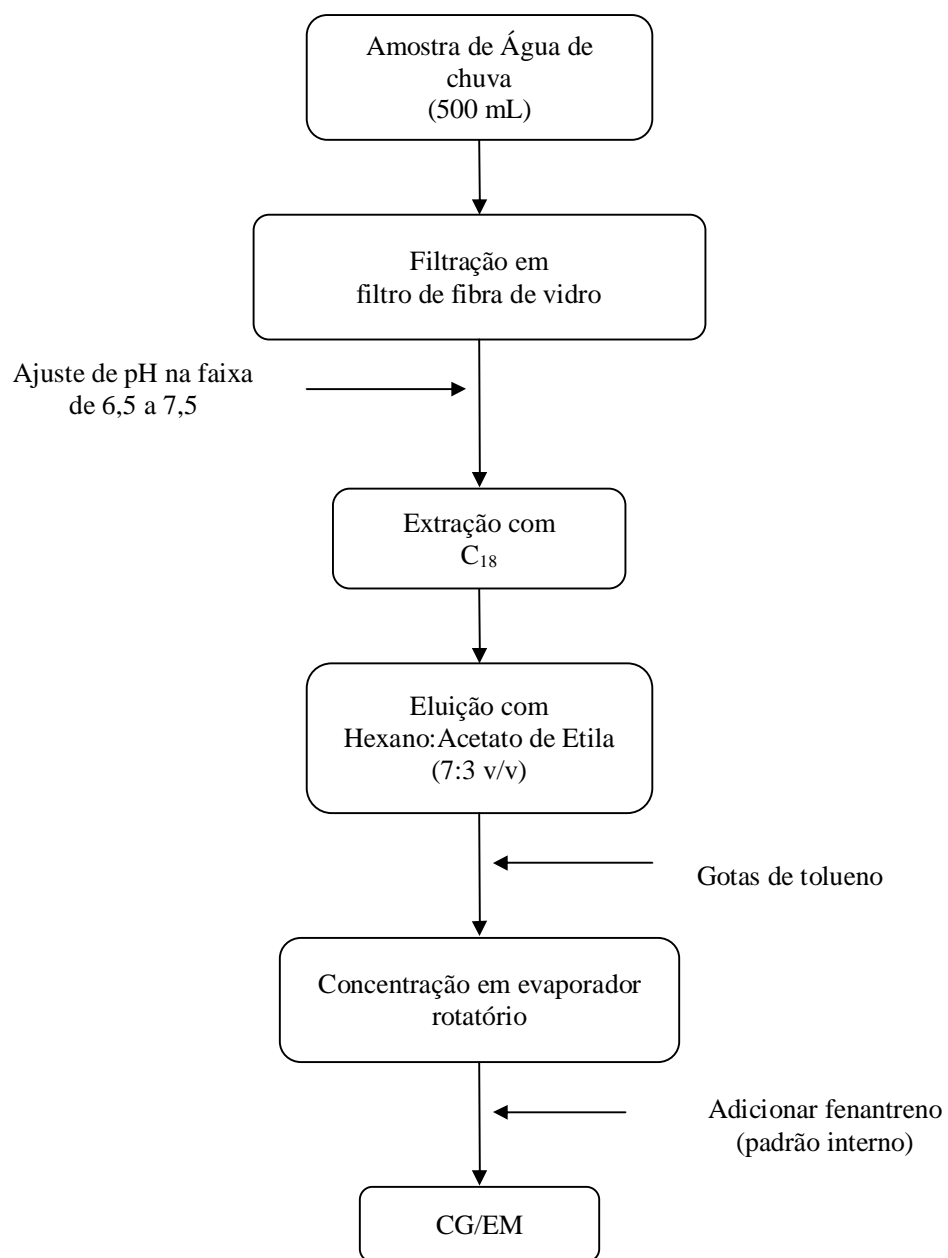 Amostra de Água de
chuva
(500 mL)
Filtração em
filtro de fibra de vidro
Ajuste de pH na faixa
de 6,5 a 7,5
Extração com
C₁₈
Eluição com
Hexano:Acetato de Etila
(7:3 v/v)
Gotas de tolueno
Concentração em evaporador
rotatório
Adicionar fenantreno
(padrão interno)
CG/EM